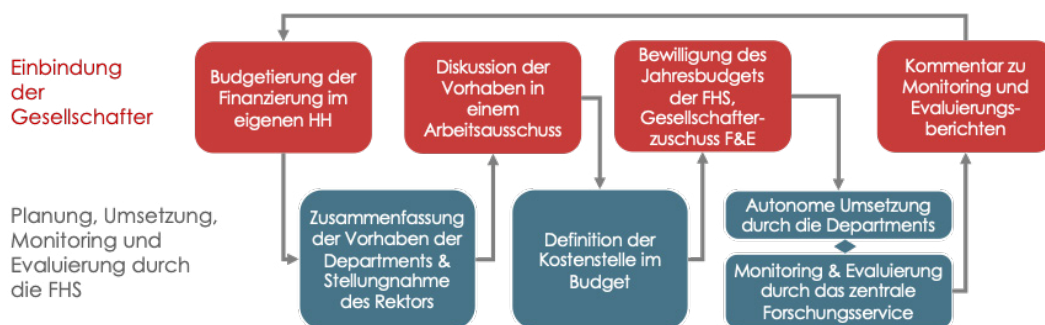 Einbindung
der
Gesellschafter
Budgetierung der
Finanzierung im
eigenen HH
Diskussion der
Vorhaben in
einem
Arbeitsausschuss
Bewilligung des
Jahresbudgets
der FHS,
Gesellschafter-
zuschuss F&E
Kommentar zu
Monitoring und
Evaluierungs-
berichten
Planung, Umsetzung,
Monitoring und
Evaluierung durch
die FHS
Zusammenfassung
der Vorhaben der
Departments &
Stellungnahme
des Rektors
Definition der
Kostenstelle im
Budget
Autonome Umsetzung
durch die Departments
Monitoring & Evaluierung
durch das zentrale
Forschungsservice